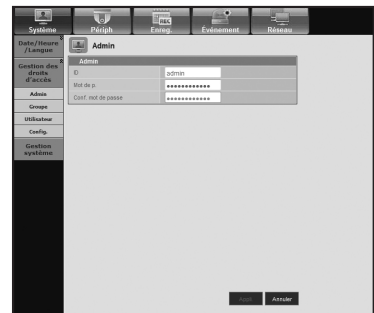 Système Périph Enreg. Événement Réseau
Date/Heure
/Langue
Admin
Gestion des
droits
d'accès
Admin
ID admin
Mot de p. ●●●●●●●●●●●●
Conf. mot de passe ●●●●●●●●●●●●
Admin
Groupe
Utilisateur
Config.
Gestion
système
Annuler